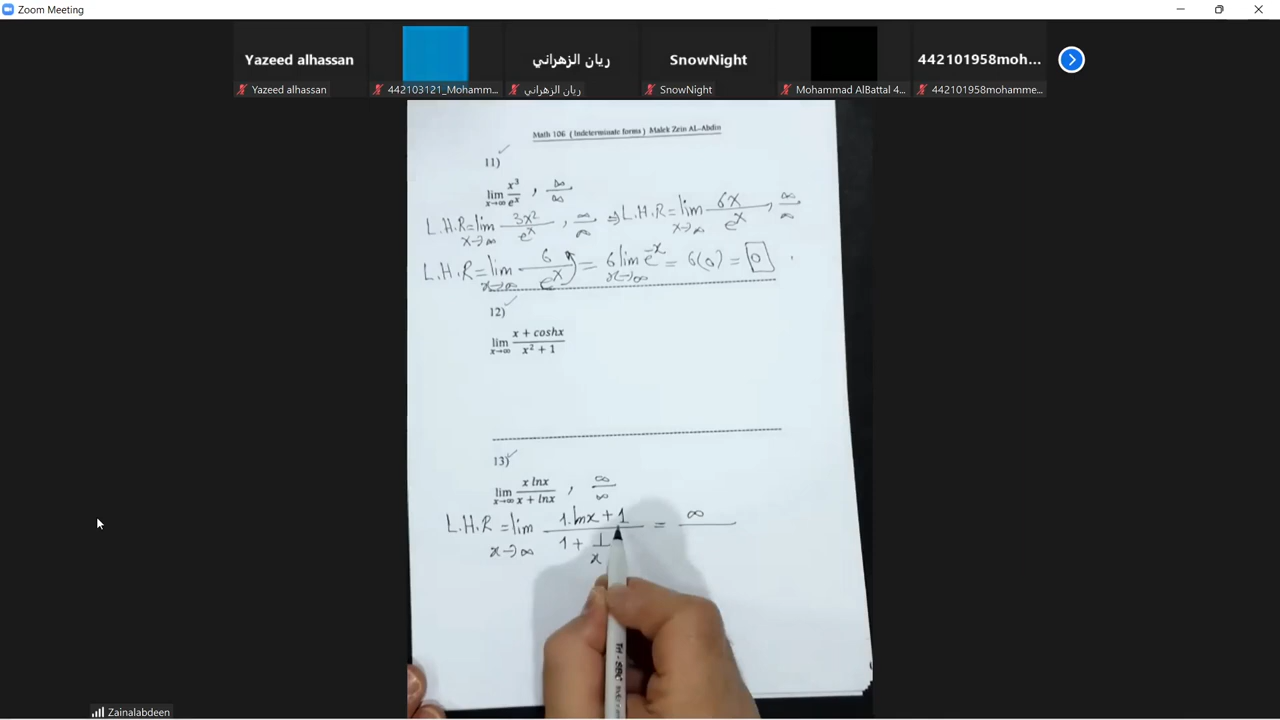 Zoom Meeting
Yazeed alhassan
ريان الزهراني
SnowNight
442101958moh...
Yazeed alhassan
442103121_Mohamm...
ريان الزهراني
SnowNight
Mohammad AlBattal 4...
442101958mohamme...
Math 106 ( Indeterminale forms ) Malek Zein AL-Abdin
11)
lim x→∞ x³/eˣ , ∞/∞
L.H.R = lim x→∞ 3x²/eˣ , ∞/∞ ⇒ L.H.R = lim x→∞ 6x/eˣ , ∞/∞
L.H.R = lim x→∞ 6/eˣ = 6 lim x→∞ e⁻ˣ = 6(0) = 0
12)
lim x→∞ x + coshx / x² + 1
13)
lim x→∞ x lnx / x + lnx , ∞/∞
L.H.R = lim x→∞ 1.lnx + 1 / 1 + 1/x = ∞
Zainalabdeen